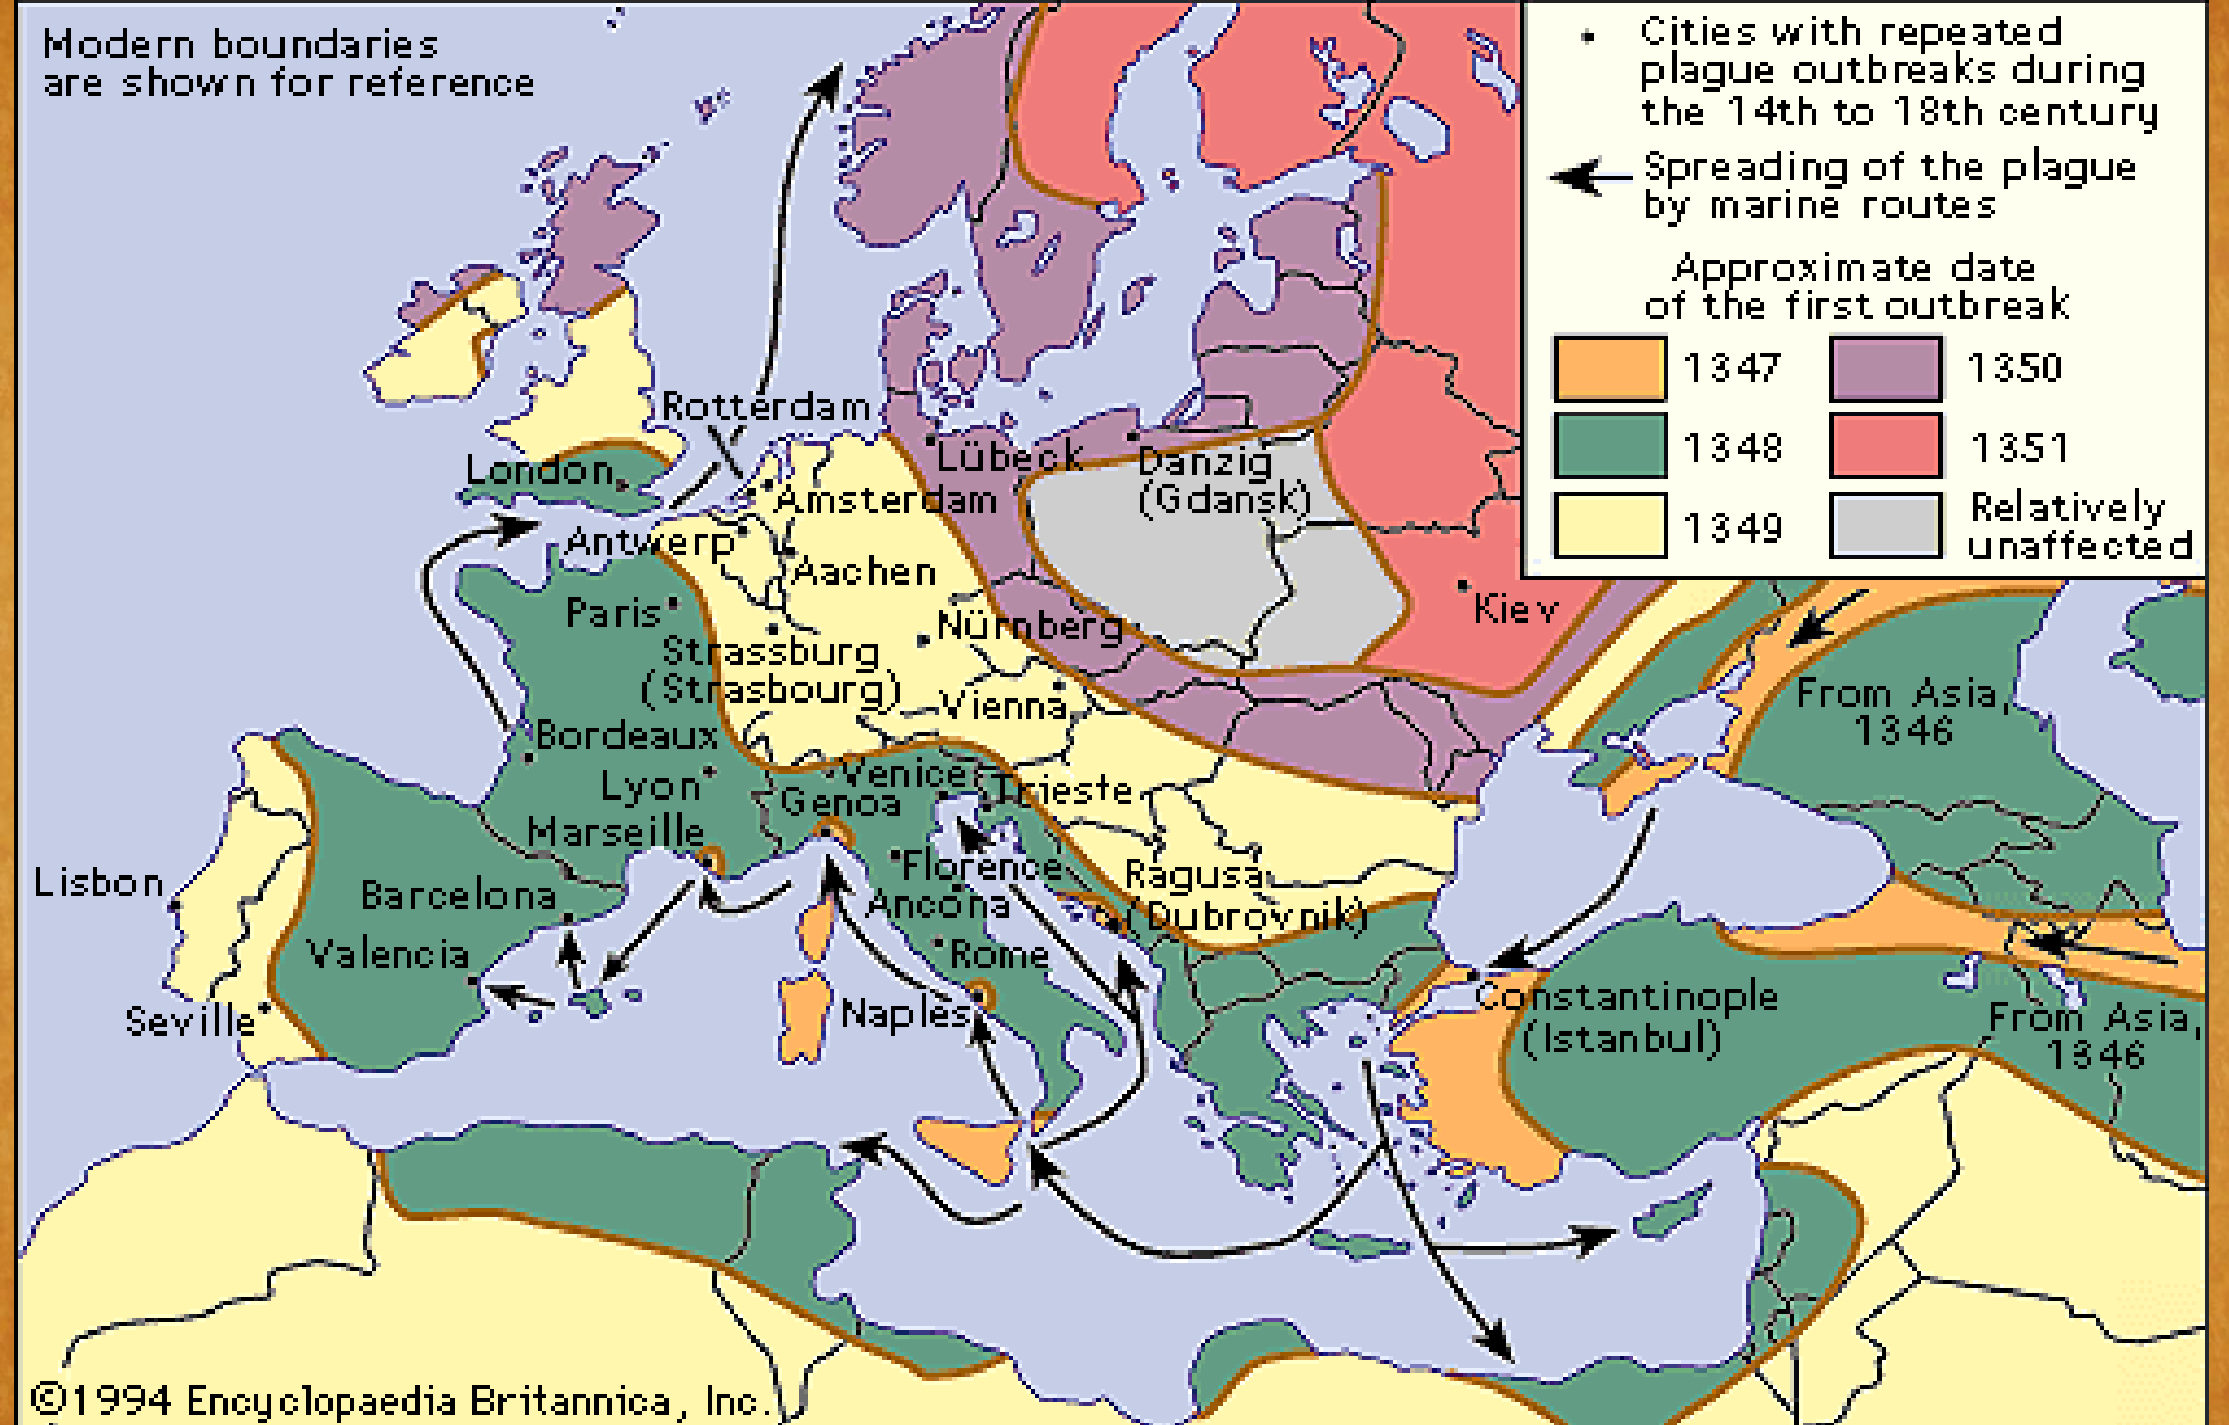 Modern boundaries
are shown for reference
Cities with repeated
plague outbreaks during
the 14th to 18th century
Spreading of the plague
by marine routes
Approximate date
of the first outbreak
1347
1350
1348
1351
1349
Relatively
unaffected
Rotterdam
London
Lübeck
Danzig
(Gdansk)
Amsterdam
Antwerp
Aachen
Paris
Nürnberg
Kiev
Strassburg
(Strasbourg)
Vienna
From Asia,
1346
Bordeaux
Lyon
Venice
Trieste
Genoa
Marseille
Florence
Ragusa
(Dubrovnik)
Lisbon
Barcelona
Ancona
Valencia
Rome
Seville
Naples
Constantinople
(Istanbul)
From Asia,
1346
©1994 Encyclopaedia Britannica, Inc.